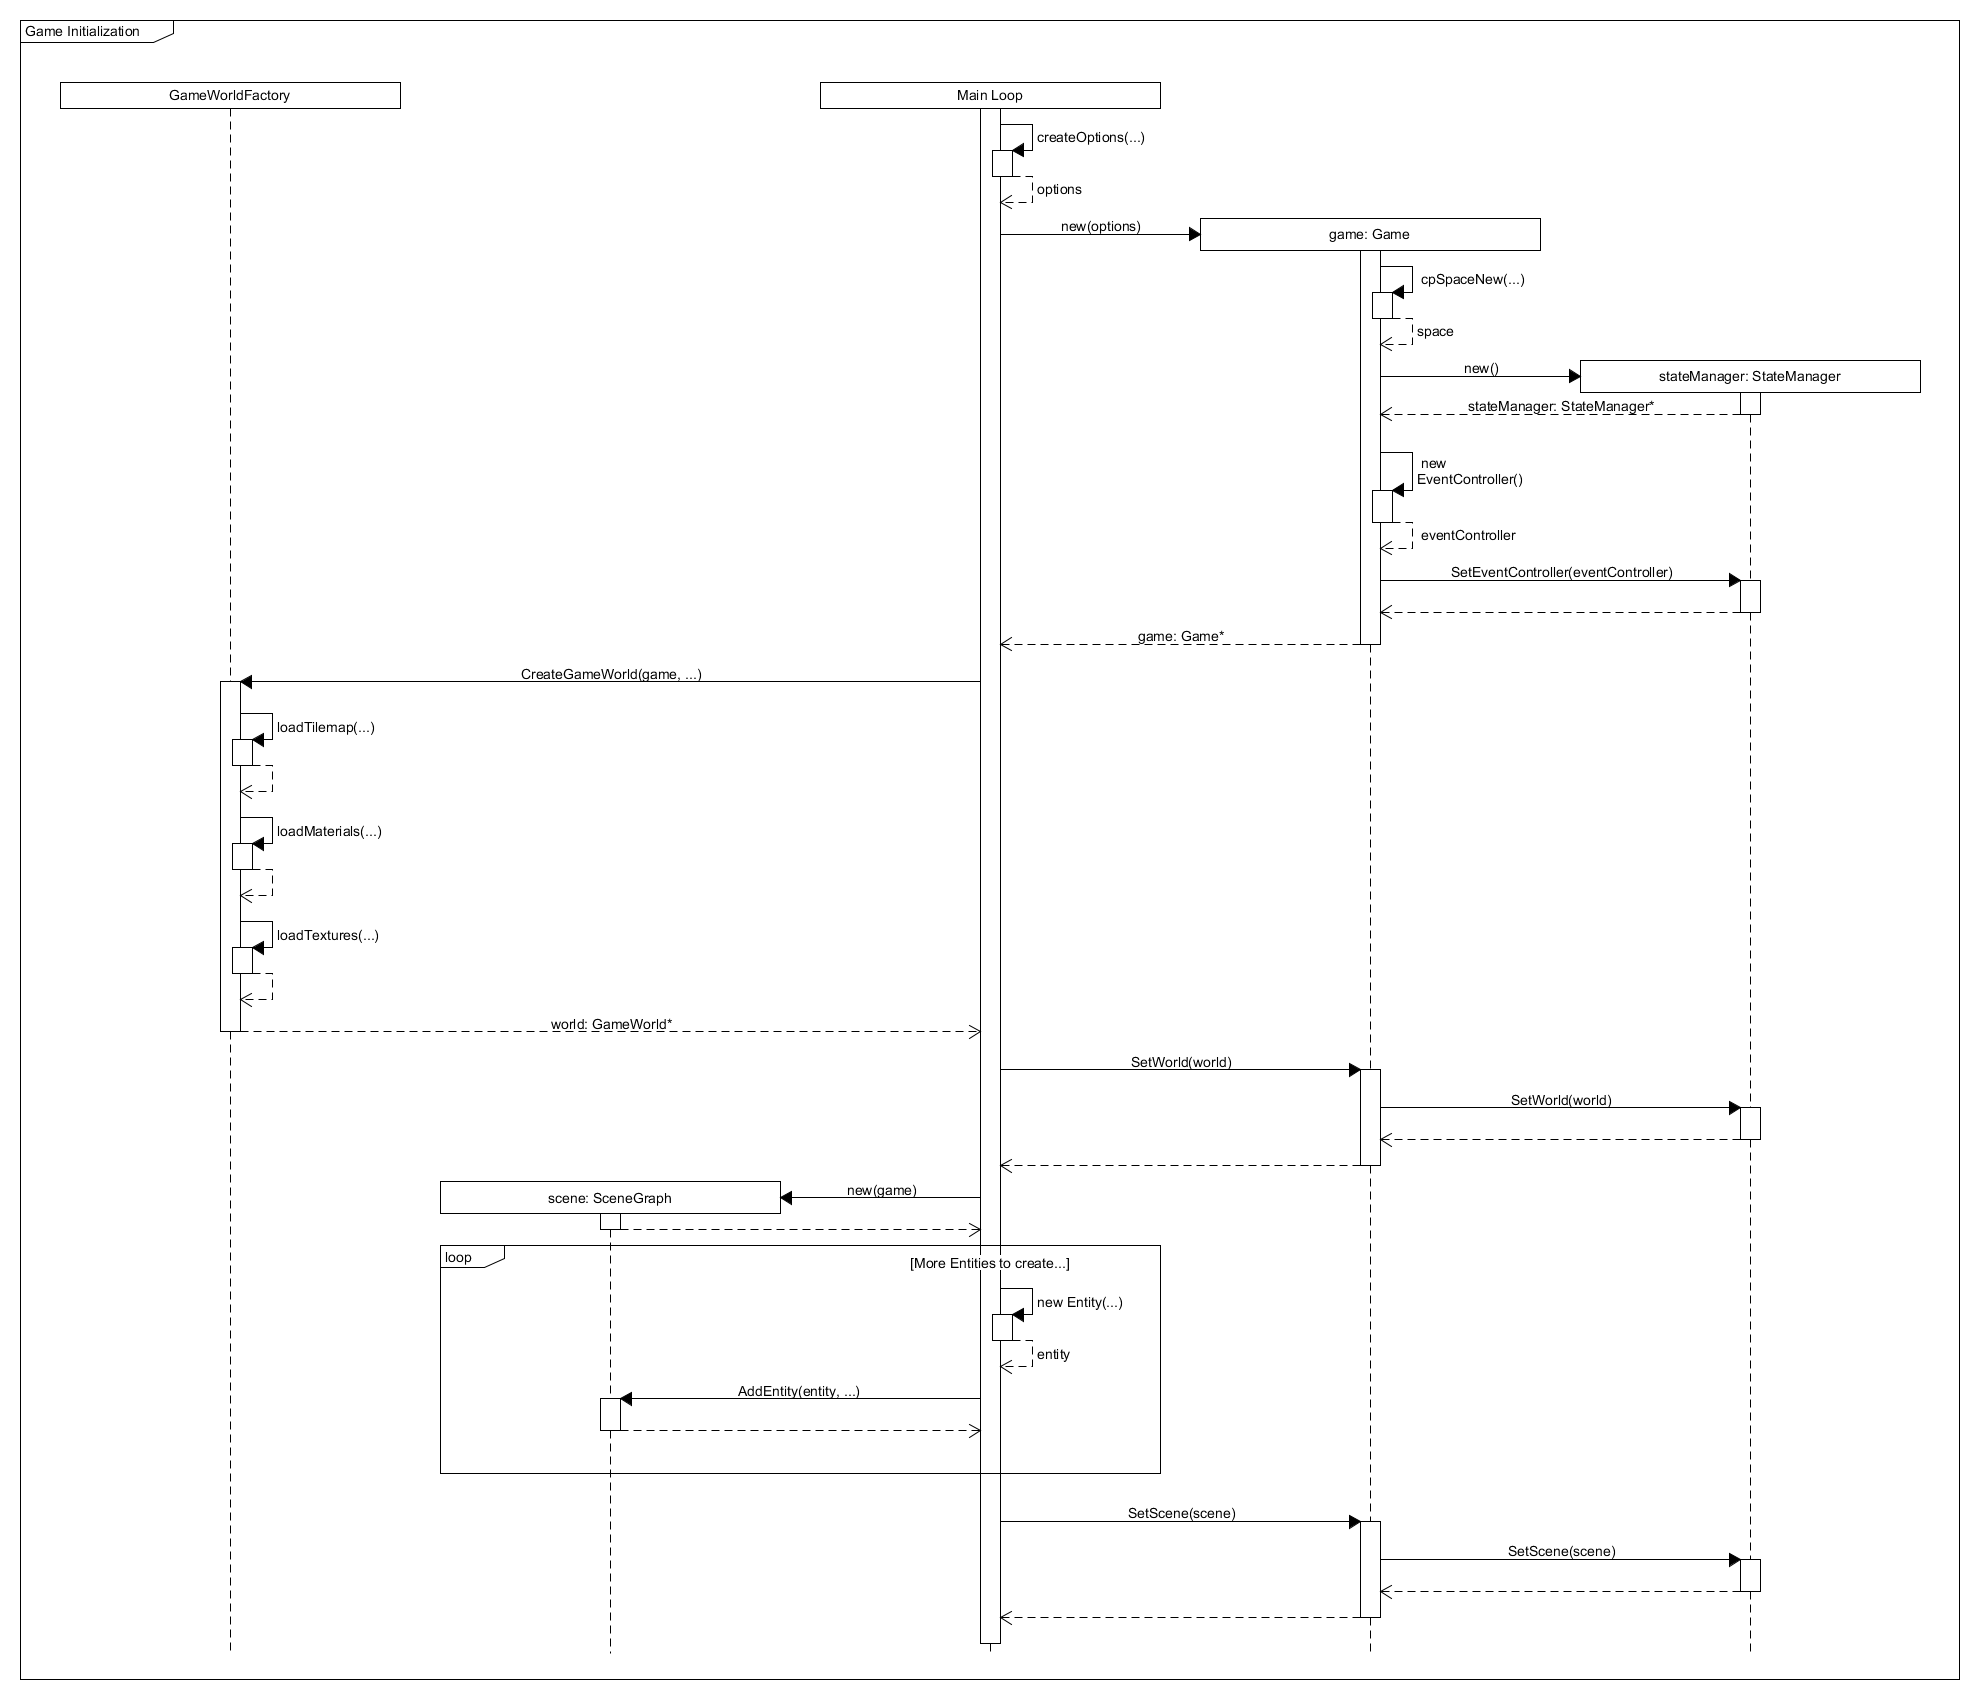 Game Initialization
GameWorldFactory
Main Loop
createOptions(...)
options
new(options)
game: Game
cpSpaceNew(...)
space
new()
stateManager: StateManager
stateManager: StateManager*
new
EventController()
eventController
SetEventController(eventController)
game: Game*
CreateGameWorld(game, ...)
loadTilemap(...)
loadMaterials(...)
loadTextures(...)
world: GameWorld*
SetWorld(world)
SetWorld(world)
new(game)
scene: SceneGraph
loop
[More Entities to create...]
new Entity(...)
entity
AddEntity(entity, ...)
SetScene(scene)
SetScene(scene)